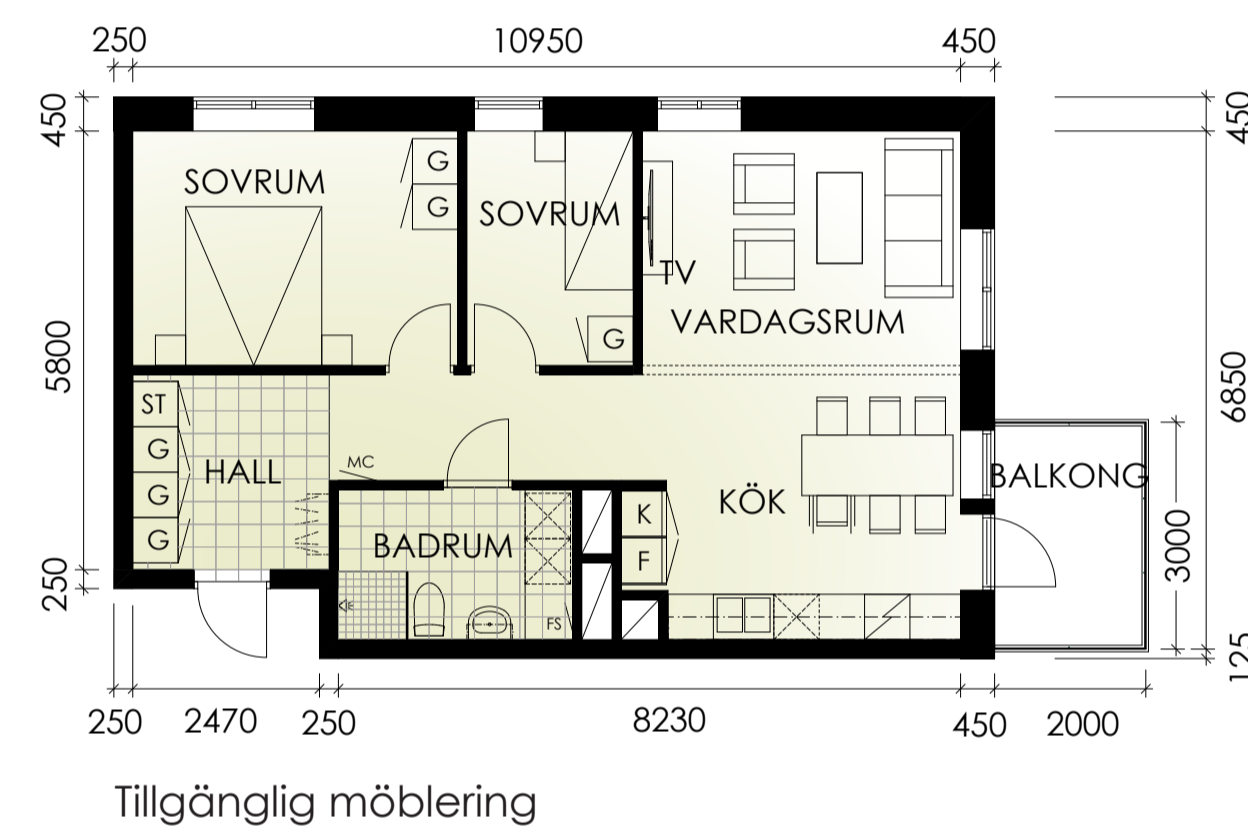 250 10950 450
450 450
G
SOVRUM
G SOVRUM
TV
VARDAGSRUM
G
5800 6850
ST
G
HALL MC
BALKONG
G KÖK
K
G BADRUM
F 3000
250
FS
125
250 2470 250 8230 450 2000
Tillgänglig möblering